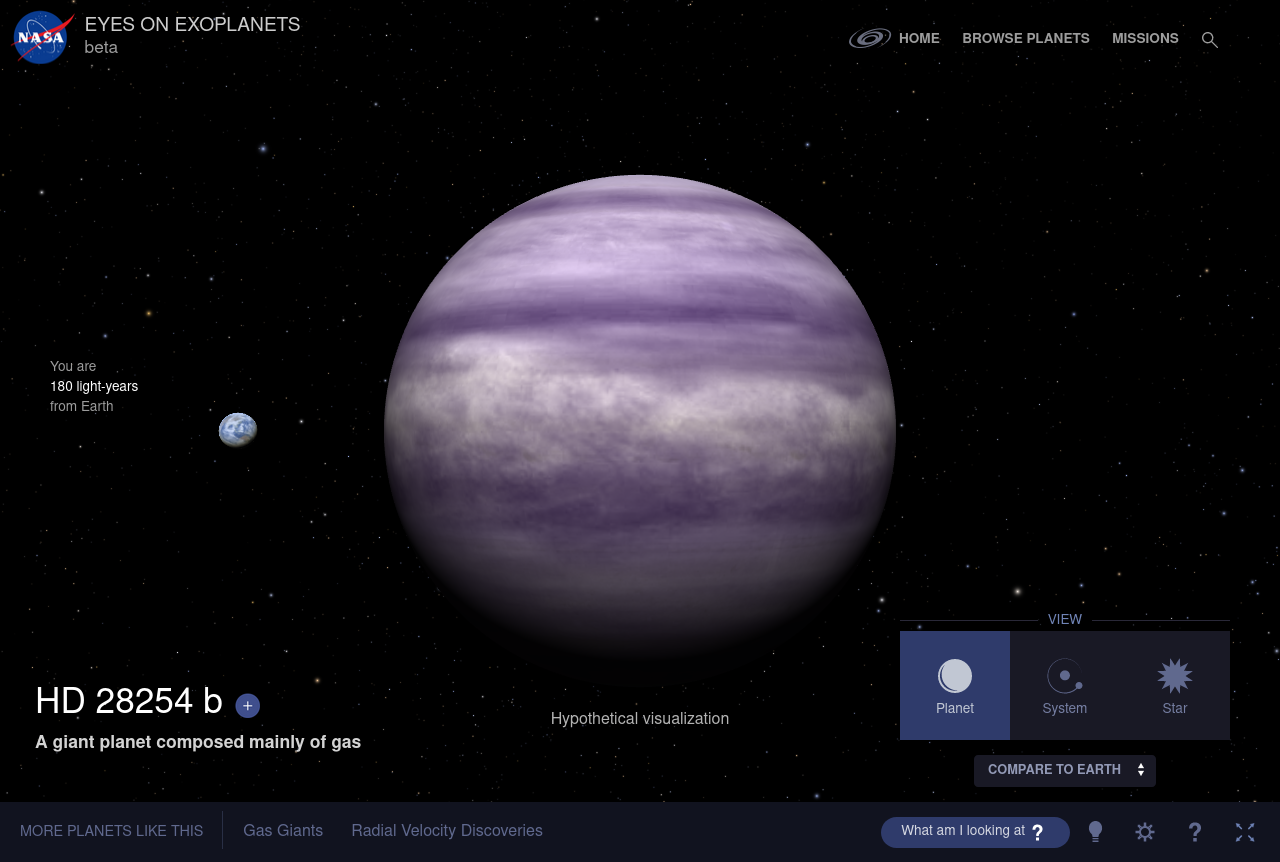 NASA
EYES ON EXOPLANETS
beta
HOME
BROWSE PLANETS
MISSIONS
You are
180 light-years
from Earth
VIEW
Planet
System
Star
COMPARE TO EARTH
HD 28254 b +
A giant planet composed mainly of gas
Hypothetical visualization
MORE PLANETS LIKE THIS
Gas Giants
Radial Velocity Discoveries
What am I looking at ?
?